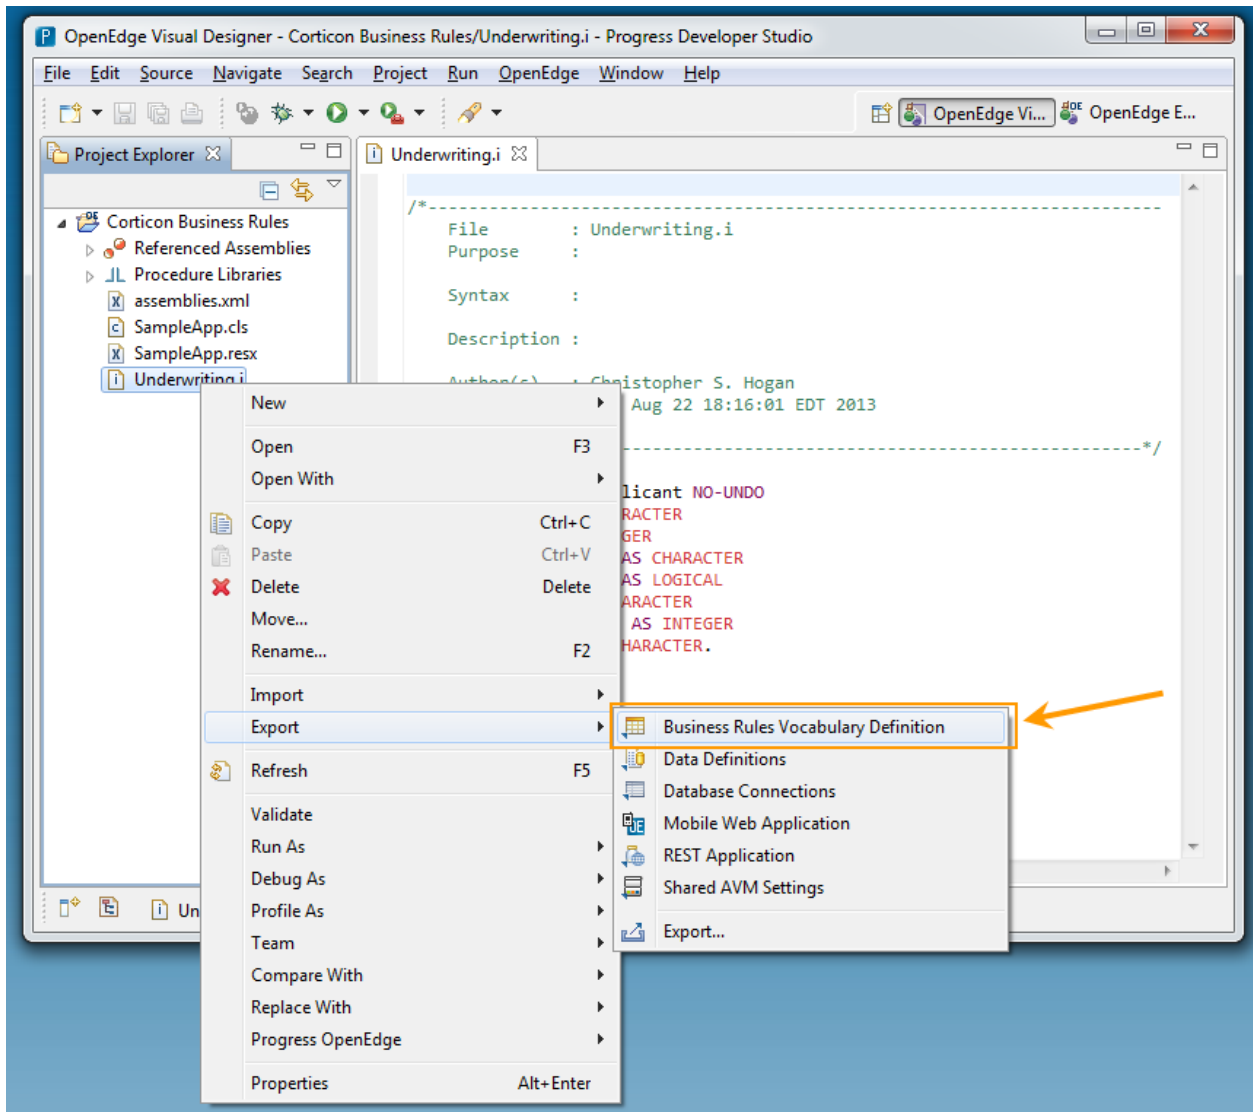 OpenEdge Visual Designer - Corticon Business Rules/Underwriting.i - Progress Developer Studio
File Edit Source Navigate Search Project Run OpenEdge Window Help
OpenEdge Vi... OpenEdge E...
Project Explorer
Corticon Business Rules
Referenced Assemblies
Procedure Libraries
assemblies.xml
SampleApp.cls
SampleApp.resx
Underwriting.i
Underwriting.i
/*------------------------------------------------------------------------
File : Underwriting.i
Purpose :
Syntax :
Description :
Author(s) : Christopher S. Hogan
Aug 22 18:16:01 EDT 2013
----------------------------------------------------*/
licant NO-UNDO
RACTER
GER
AS CHARACTER
AS LOGICAL
ARACTER
AS INTEGER
HARACTER.
New
Open F3
Open With
Copy Ctrl+C
Paste Ctrl+V
Delete Delete
Move...
Rename... F2
Import
Export
Refresh F5
Validate
Run As
Debug As
Profile As
Team
Compare With
Replace With
Progress OpenEdge
Properties Alt+Enter
Business Rules Vocabulary Definition
Data Definitions
Database Connections
Mobile Web Application
REST Application
Shared AVM Settings
Export...
Un